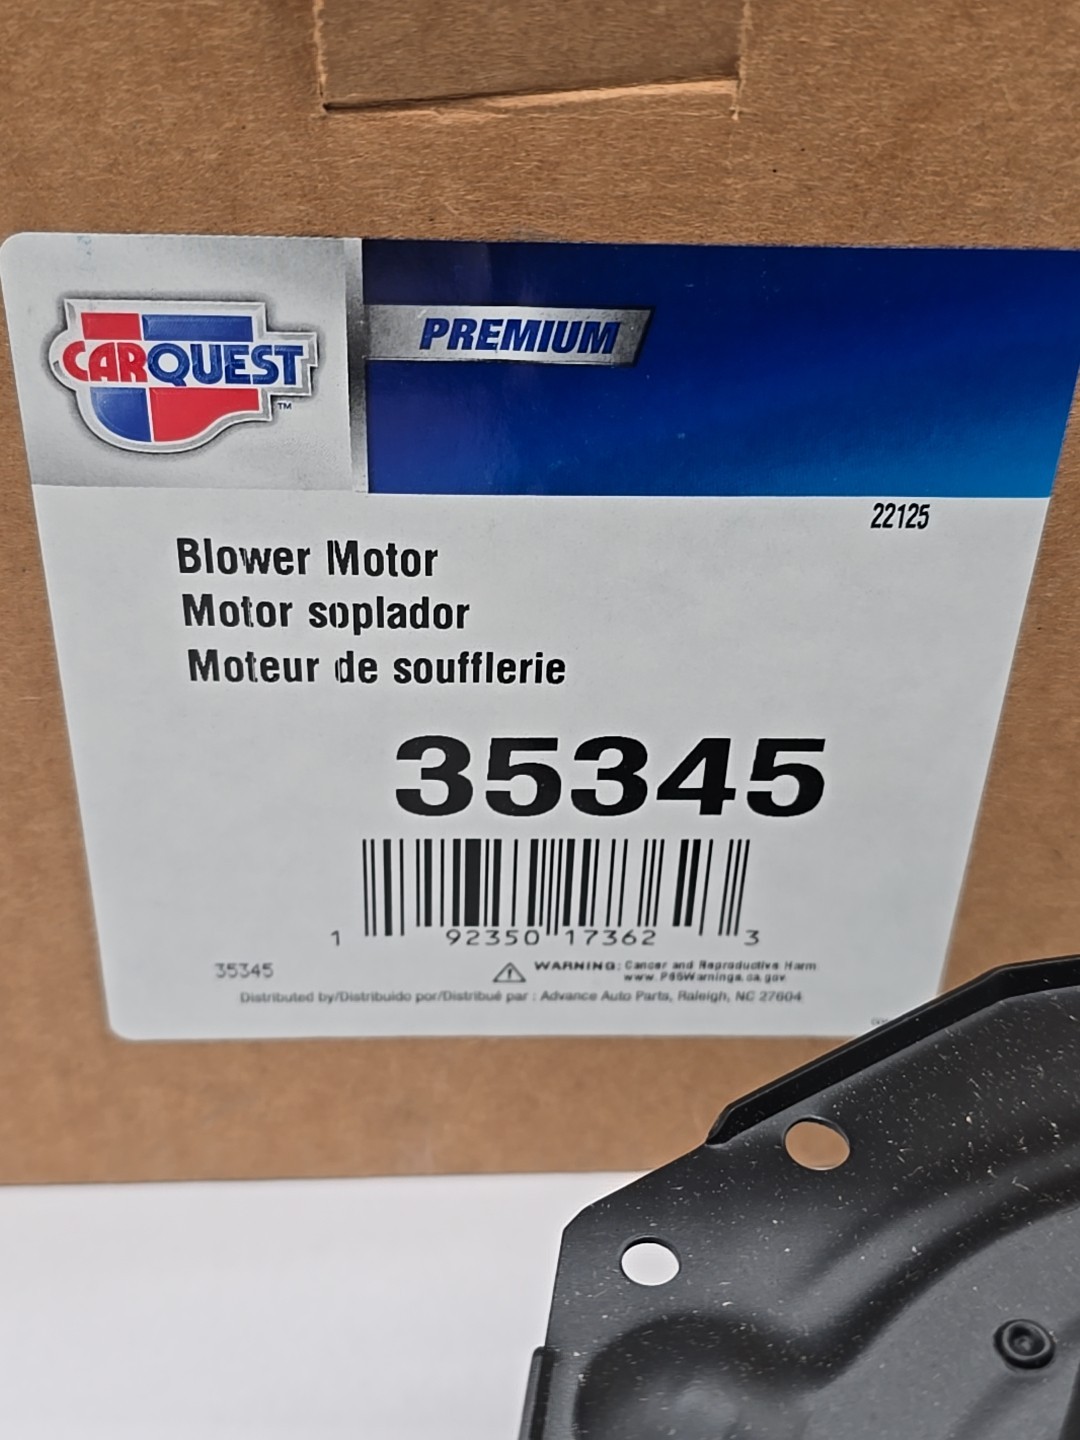 CARQUEST
TM
PREMIUM
22125
Blower Motor
Motor soplador
Moteur de soufflerie
35345
1 92350 17362 3
35345
WARNING: Cancer and Reproductive Harm
www.P65Warnings.ca.gov
Distributed by/Distribuido por/Distribué par : Advance Auto Parts, Raleigh, NC 27604